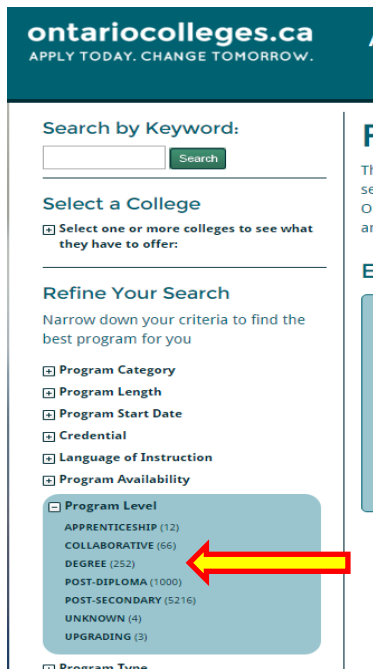 ontariocolleges.ca
APPLY TODAY. CHANGE TOMORROW.
Search by Keyword:
Search
Select a College
Select one or more colleges to see what
they have to offer:
Refine Your Search
Narrow down your criteria to find the
best program for you
Program Category
Program Length
Program Start Date
Credential
Language of Instruction
Program Availability
Program Level
APPRENTICESHIP (12)
COLLABORATIVE (66)
DEGREE (252)
POST-DIPLOMA (1000)
POST-SECONDARY (5216)
UNKNOWN (4)
UPGRADING (3)
Program Type